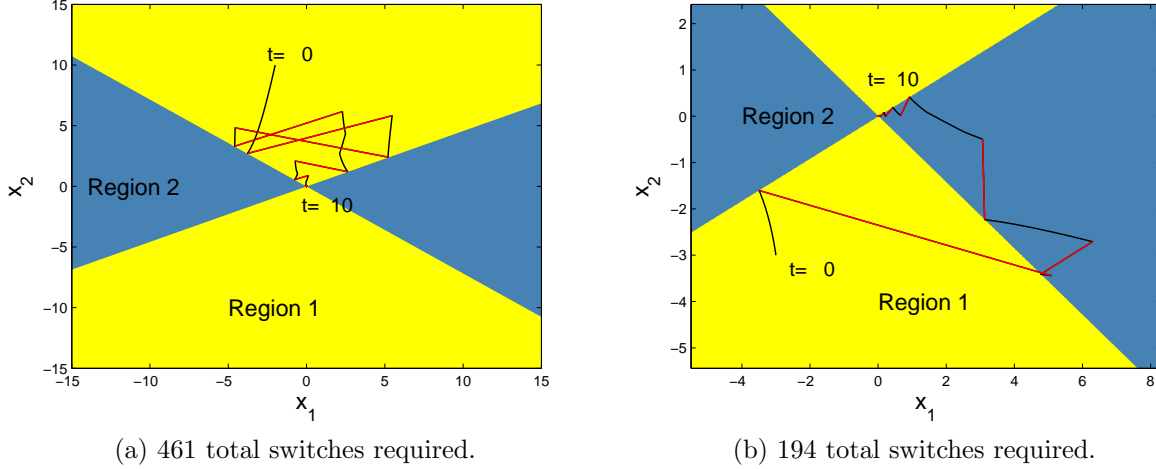 15
10
5
0
−5
−10
−15
x2
t= 0
Region 2
t= 10
Region 1
−15 −10 −5 0 5 10 15
x1
(a) 461 total switches required.
2
1
0
−1
−2
−3
−4
−5
x2
t= 10
Region 2
t= 0
Region 1
−4 −2 0 2 4 6 8
x1
(b) 194 total switches required.